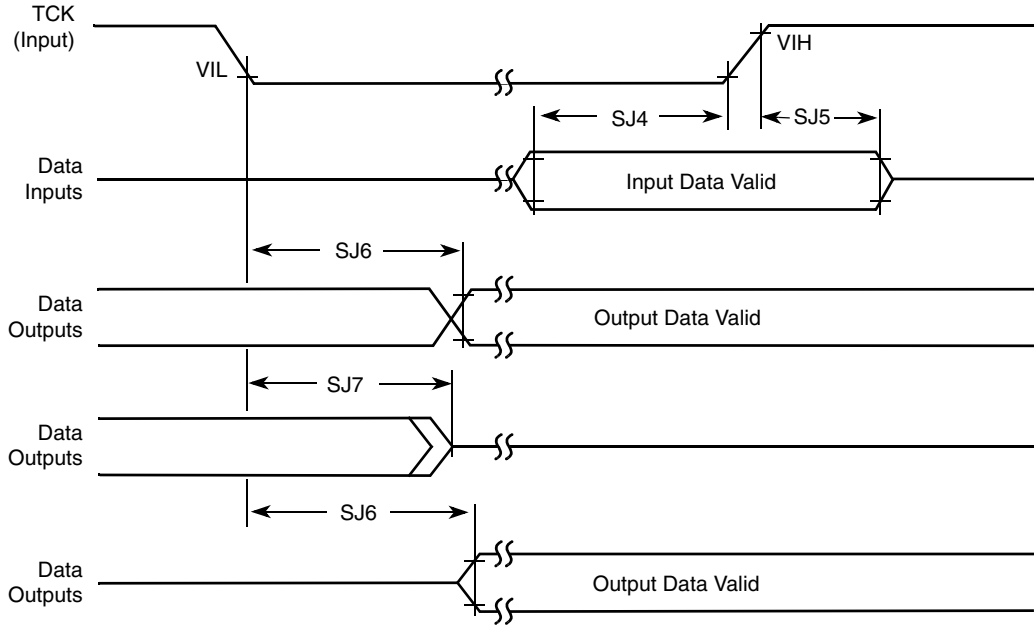 TCK
(Input)
VIL
VIH
SJ4
SJ5
Data
Inputs
Input Data Valid
SJ6
Data
Outputs
Output Data Valid
SJ7
Data
Outputs
SJ6
Data
Outputs
Output Data Valid